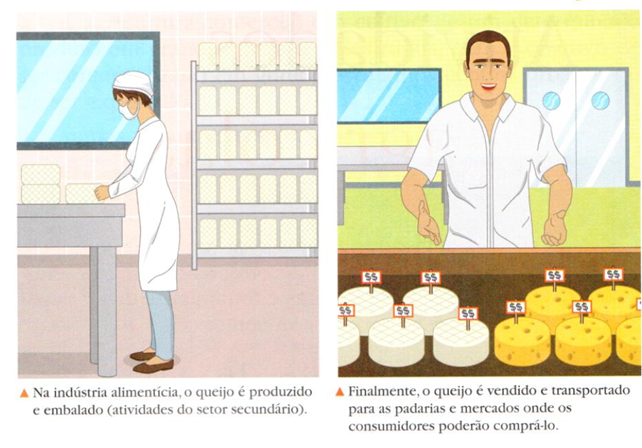 $$ $$
$$ $$ $$
$$ $$ $$
▲ Na indústria alimentícia, o queijo é produzido
e embalado (atividades do setor secundário).
▲ Finalmente, o queijo é vendido e transportado
para as padarias e mercados onde os
consumidores poderão comprá-lo.